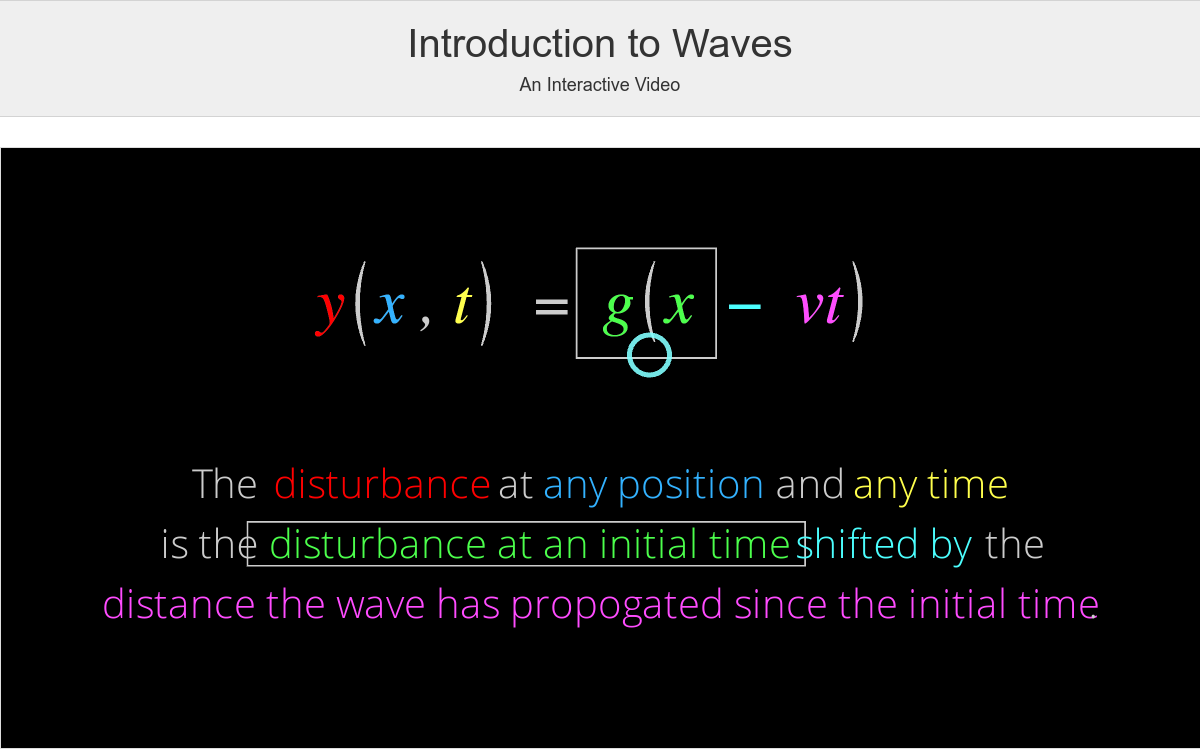 Introduction to Waves
An Interactive Video
y(x, t) = g(x − vt)
The disturbance at any position and any time
is the disturbance at an initial time shifted by the
distance the wave has propogated since the initial time.